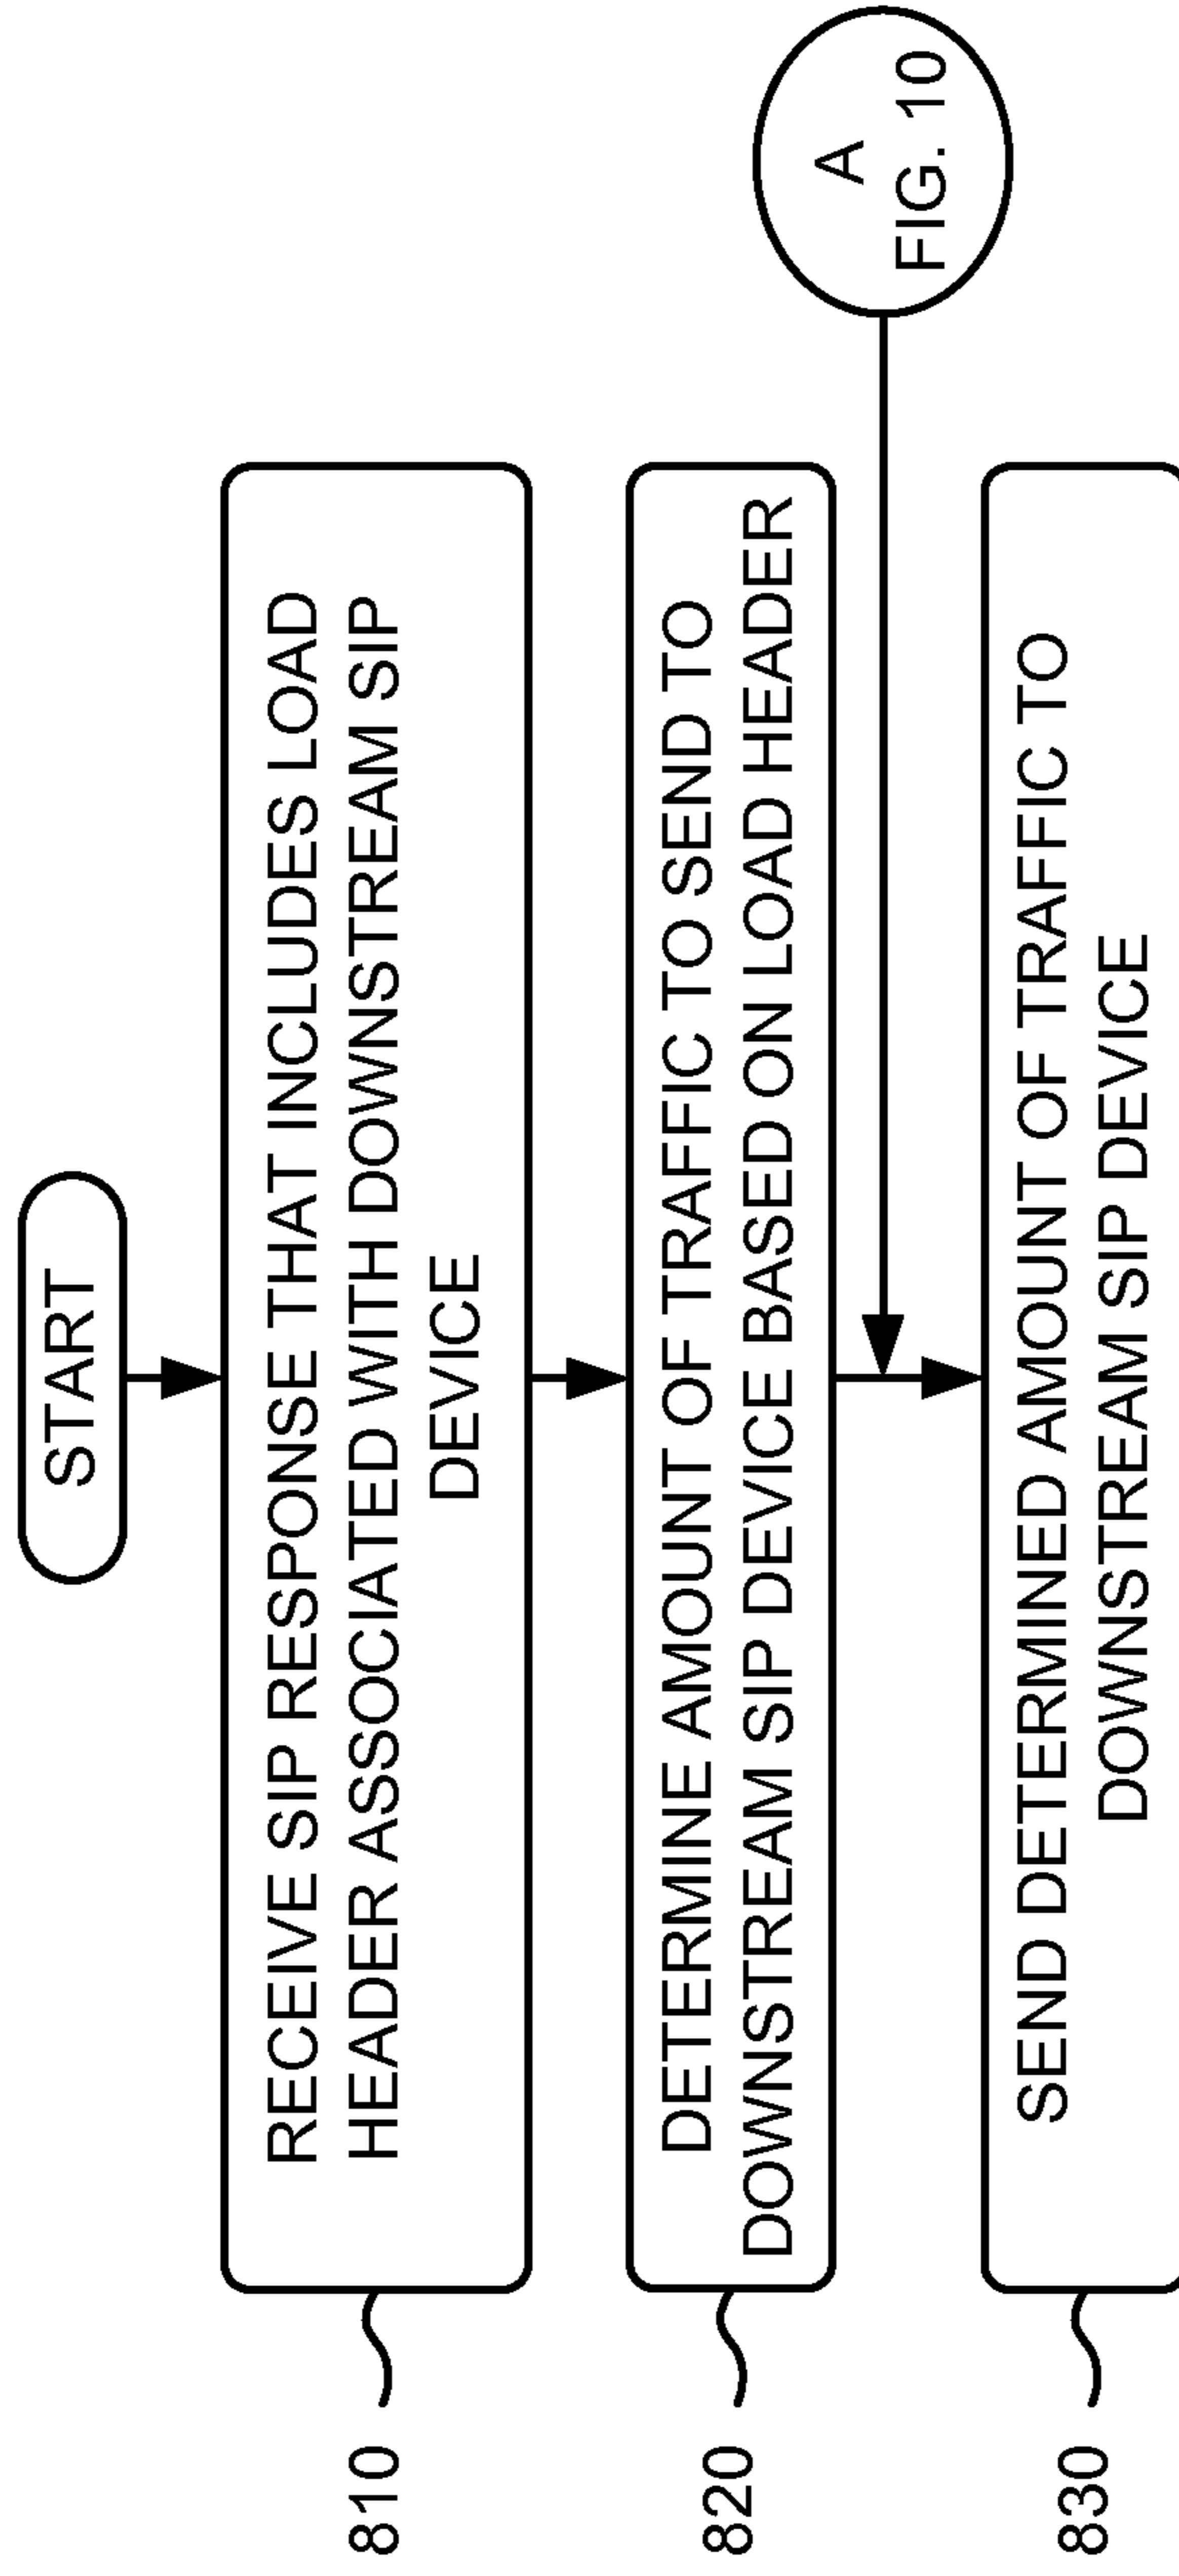 START
810
RECEIVE SIP RESPONSE THAT INCLUDES LOAD
HEADER ASSOCIATED WITH DOWNSTREAM SIP
DEVICE
820
DETERMINE AMOUNT OF TRAFFIC TO SEND TO
DOWNSTREAM SIP DEVICE BASED ON LOAD HEADER
A
FIG. 10
830
SEND DETERMINED AMOUNT OF TRAFFIC TO
DOWNSTREAM SIP DEVICE